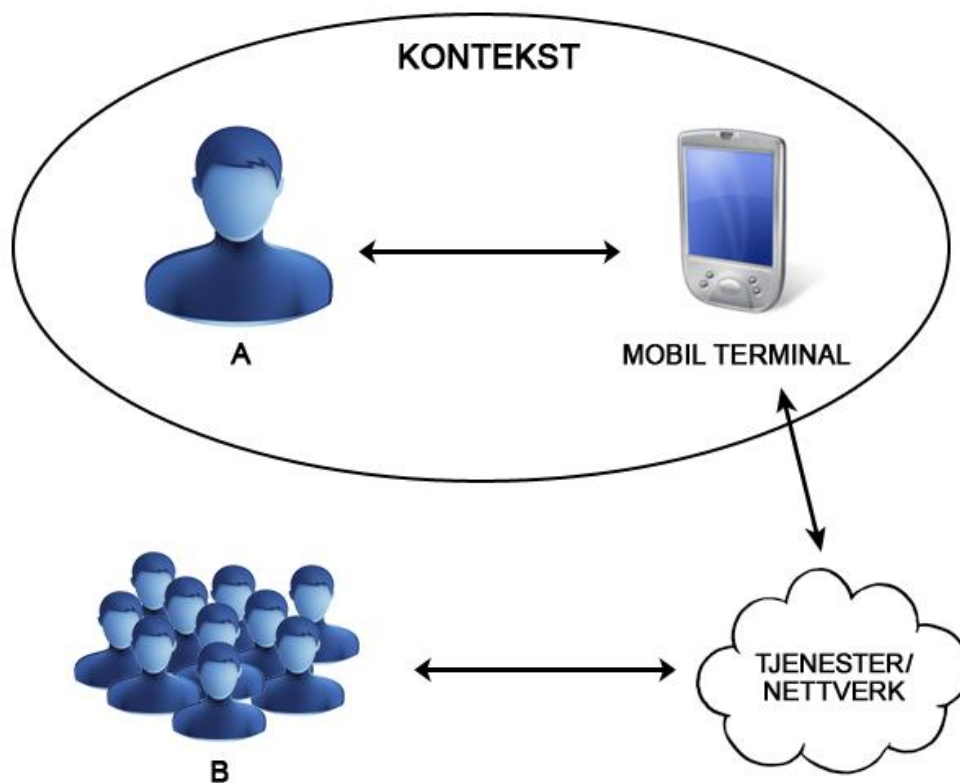 KONTEKST
A
MOBIL TERMINAL
TJENESTER/
NETTVERK
B